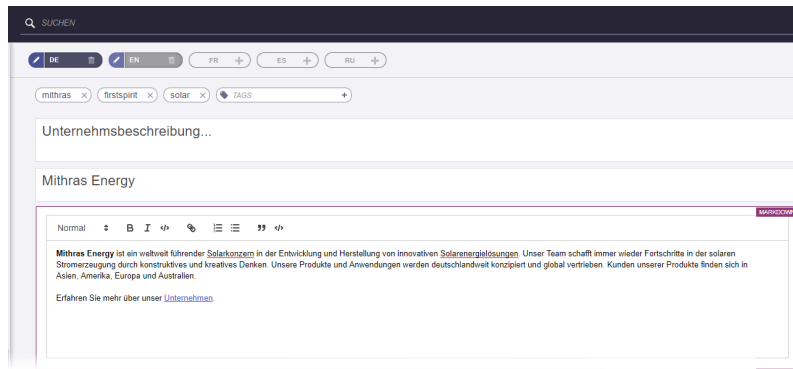 SUCHEN
DE EN FR + ES + RU +
mithras × firstspirit × solar × TAGS +
Unternehmsbeschreibung...
Mithras Energy
MARKDOWN
Normal B I </> ” </>
Mithras Energy ist ein weltweit führender Solarkonzern in der Entwicklung und Herstellung von innovativen Solarenergielösungen. Unser Team schafft immer wieder Fortschritte in der solaren
Stromerzeugung durch konstruktives und kreatives Denken. Unsere Produkte und Anwendungen werden deutschlandweit konzipiert und global vertrieben. Kunden unserer Produkte finden sich in
Asien, Amerika, Europa und Australien.
Erfahren Sie mehr über unser Unternehmen.